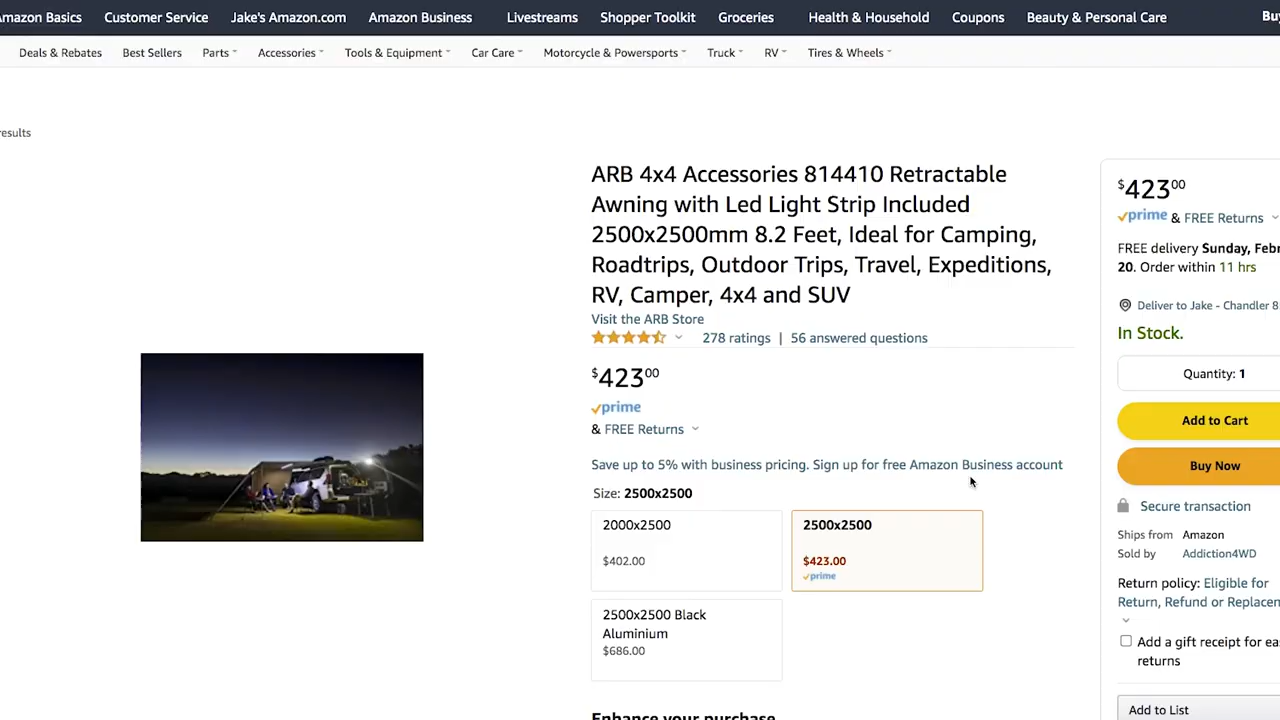 mazon Basics Customer Service Jake's Amazon.com Amazon Business Livestreams Shopper Toolkit Groceries Health & Household Coupons Beauty & Personal Care Bu
Deals & Rebates Best Sellers Parts Accessories Tools & Equipment Car Care Motorcycle & Powersports Truck RV Tires & Wheels
results
ARB 4x4 Accessories 814410 Retractable
Awning with Led Light Strip Included
2500x2500mm 8.2 Feet, Ideal for Camping,
Roadtrips, Outdoor Trips, Travel, Expeditions,
RV, Camper, 4x4 and SUV
Visit the ARB Store
278 ratings | 56 answered questions
$42300
prime
& FREE Returns
Save up to 5% with business pricing. Sign up for free Amazon Business account
Size: 2500x2500
2000x2500
$402.00
2500x2500
$423.00
prime
2500x2500 Black
Aluminium
$686.00
Enhance your purchase
$42300
prime & FREE Returns
FREE delivery Sunday, Febr
20. Order within 11 hrs
Deliver to Jake - Chandler 8
In Stock.
Quantity: 1
Add to Cart
Buy Now
Secure transaction
Ships from Amazon
Sold by Addiction4WD
Return policy: Eligible for
Return, Refund or Replacen
Add a gift receipt for ea
returns
Add to List